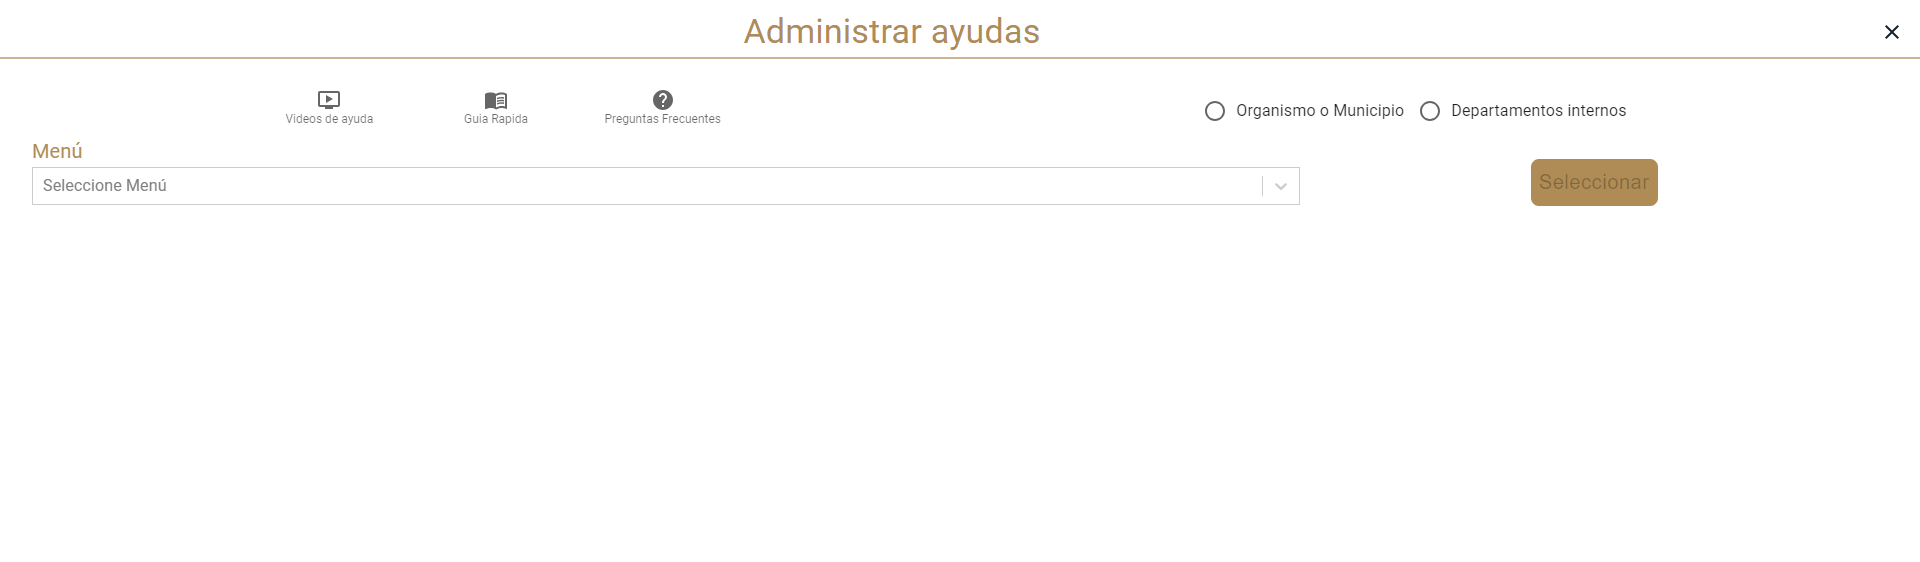 Administrar ayudas
Videos de ayuda
Guia Rapida
Preguntas Frecuentes
Organismo o Municipio
Departamentos internos
Menú
Seleccione Menú
Seleccionar